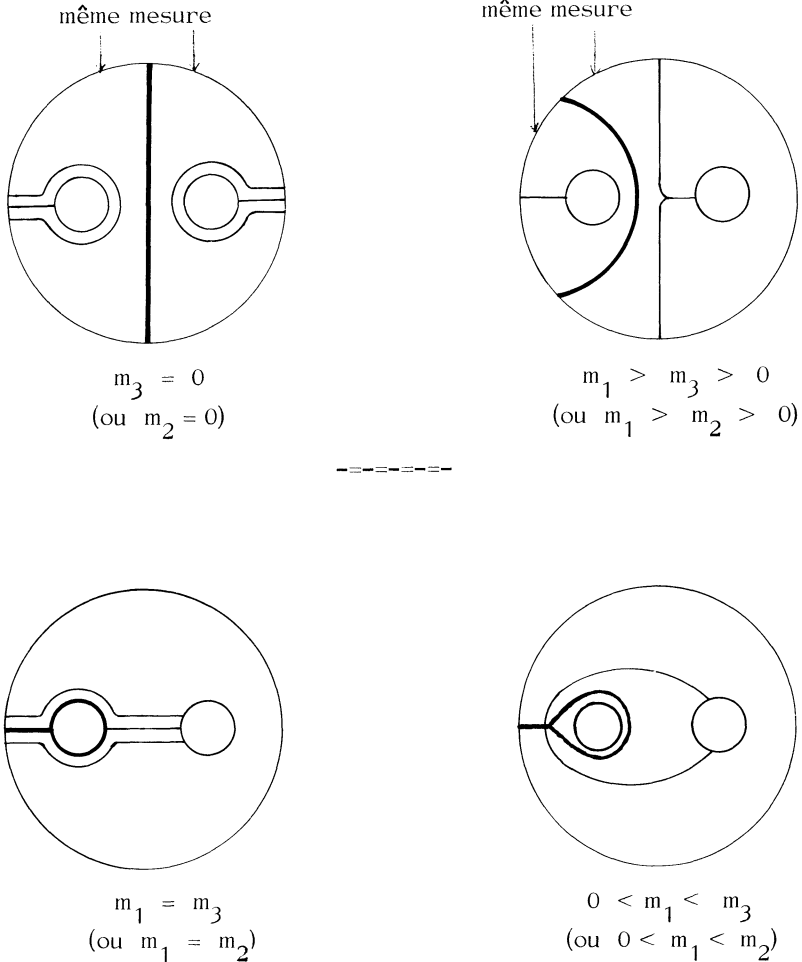 même mesure
même mesure
m₃ = 0
(ou m₂ = 0)
m₁ > m₃ > 0
(ou m₁ > m₂ > 0)
m₁ = m₃
(ou m₁ = m₂)
0 < m₁ < m₃
(ou 0 < m₁ < m₂)